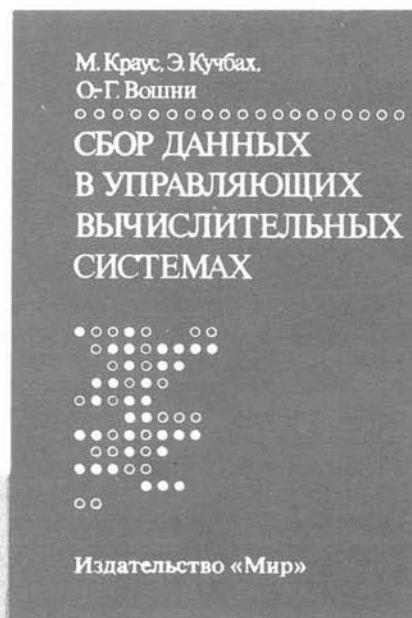 М. Краус, Э. Кучбах,
О.-Г. Вошни
СБОР ДАННЫХ
В УПРАВЛЯЮЩИХ
ВЫЧИСЛИТЕЛЬНЫХ
СИСТЕМАХ
Издательство «Мир»